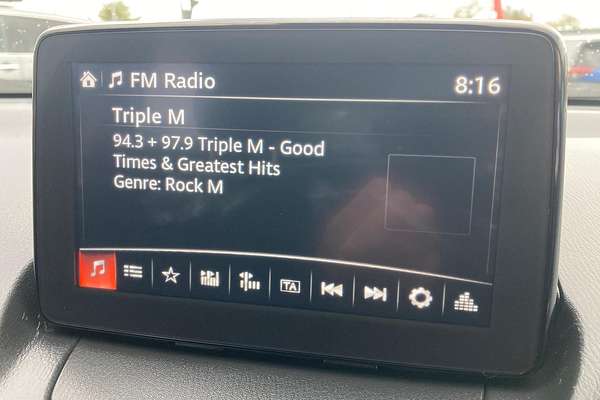 FM Radio
8:16
Triple M
94.3 + 97.9 Triple M - Good
Times & Greatest Hits
Genre: Rock M
TA